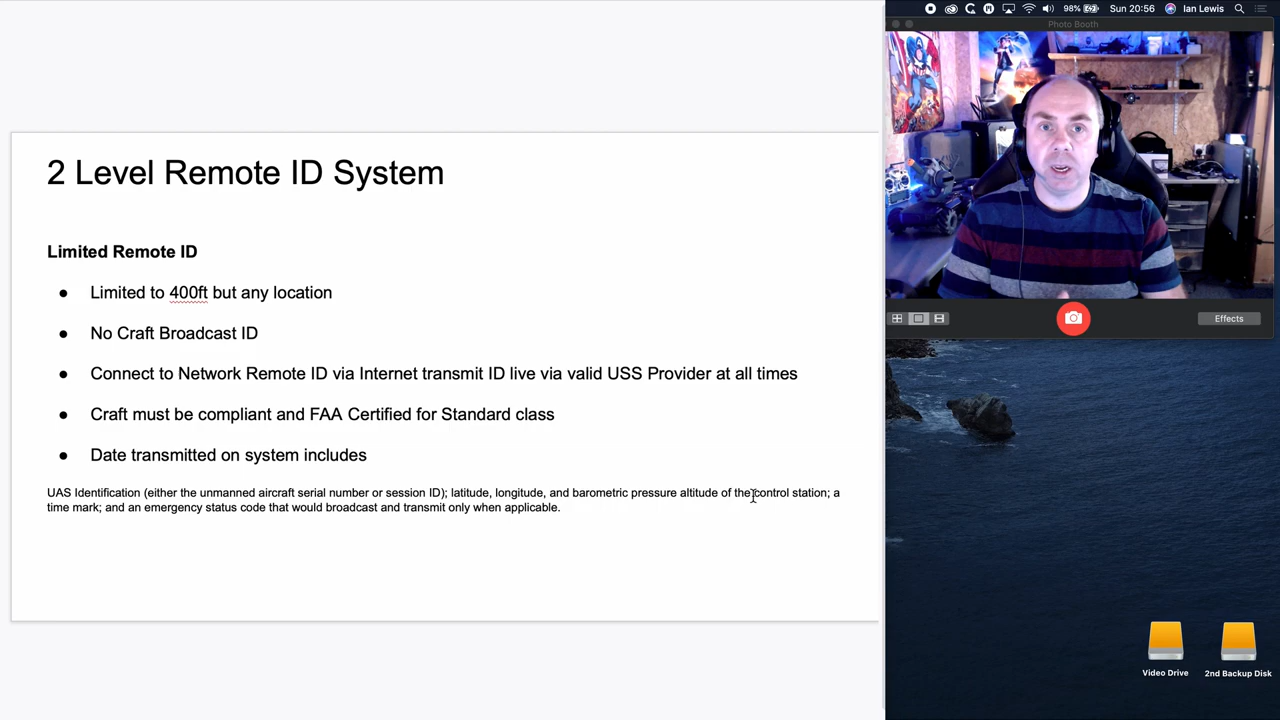 98%
Sun 20:56
Ian Lewis
Photo Booth
2 Level Remote ID System
Limited Remote ID
● Limited to 400ft but any location
● No Craft Broadcast ID
● Connect to Network Remote ID via Internet transmit ID live via valid USS Provider at all times
● Craft must be compliant and FAA Certified for Standard class
● Date transmitted on system includes
UAS Identification (either the unmanned aircraft serial number or session ID); latitude, longitude, and barometric pressure altitude of the control station; a
time mark; and an emergency status code that would broadcast and transmit only when applicable.
Effects
Video Drive
2nd Backup Disk